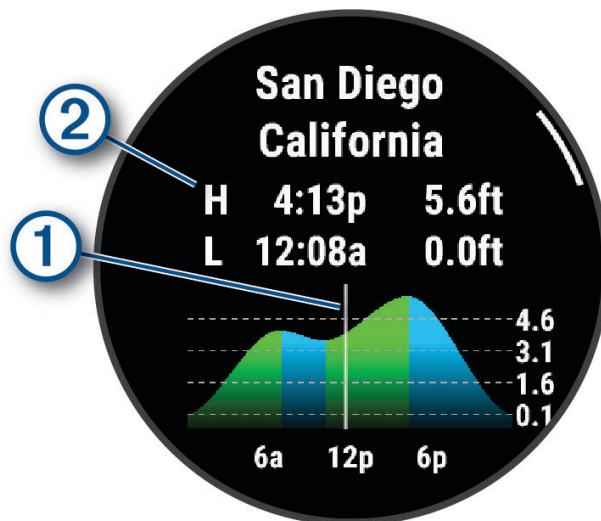 San Diego
California
2
H 4:13p 5.6ft
1
L 12:08a 0.0ft
4.6
3.1
1.6
0.1
6a 12p 6p